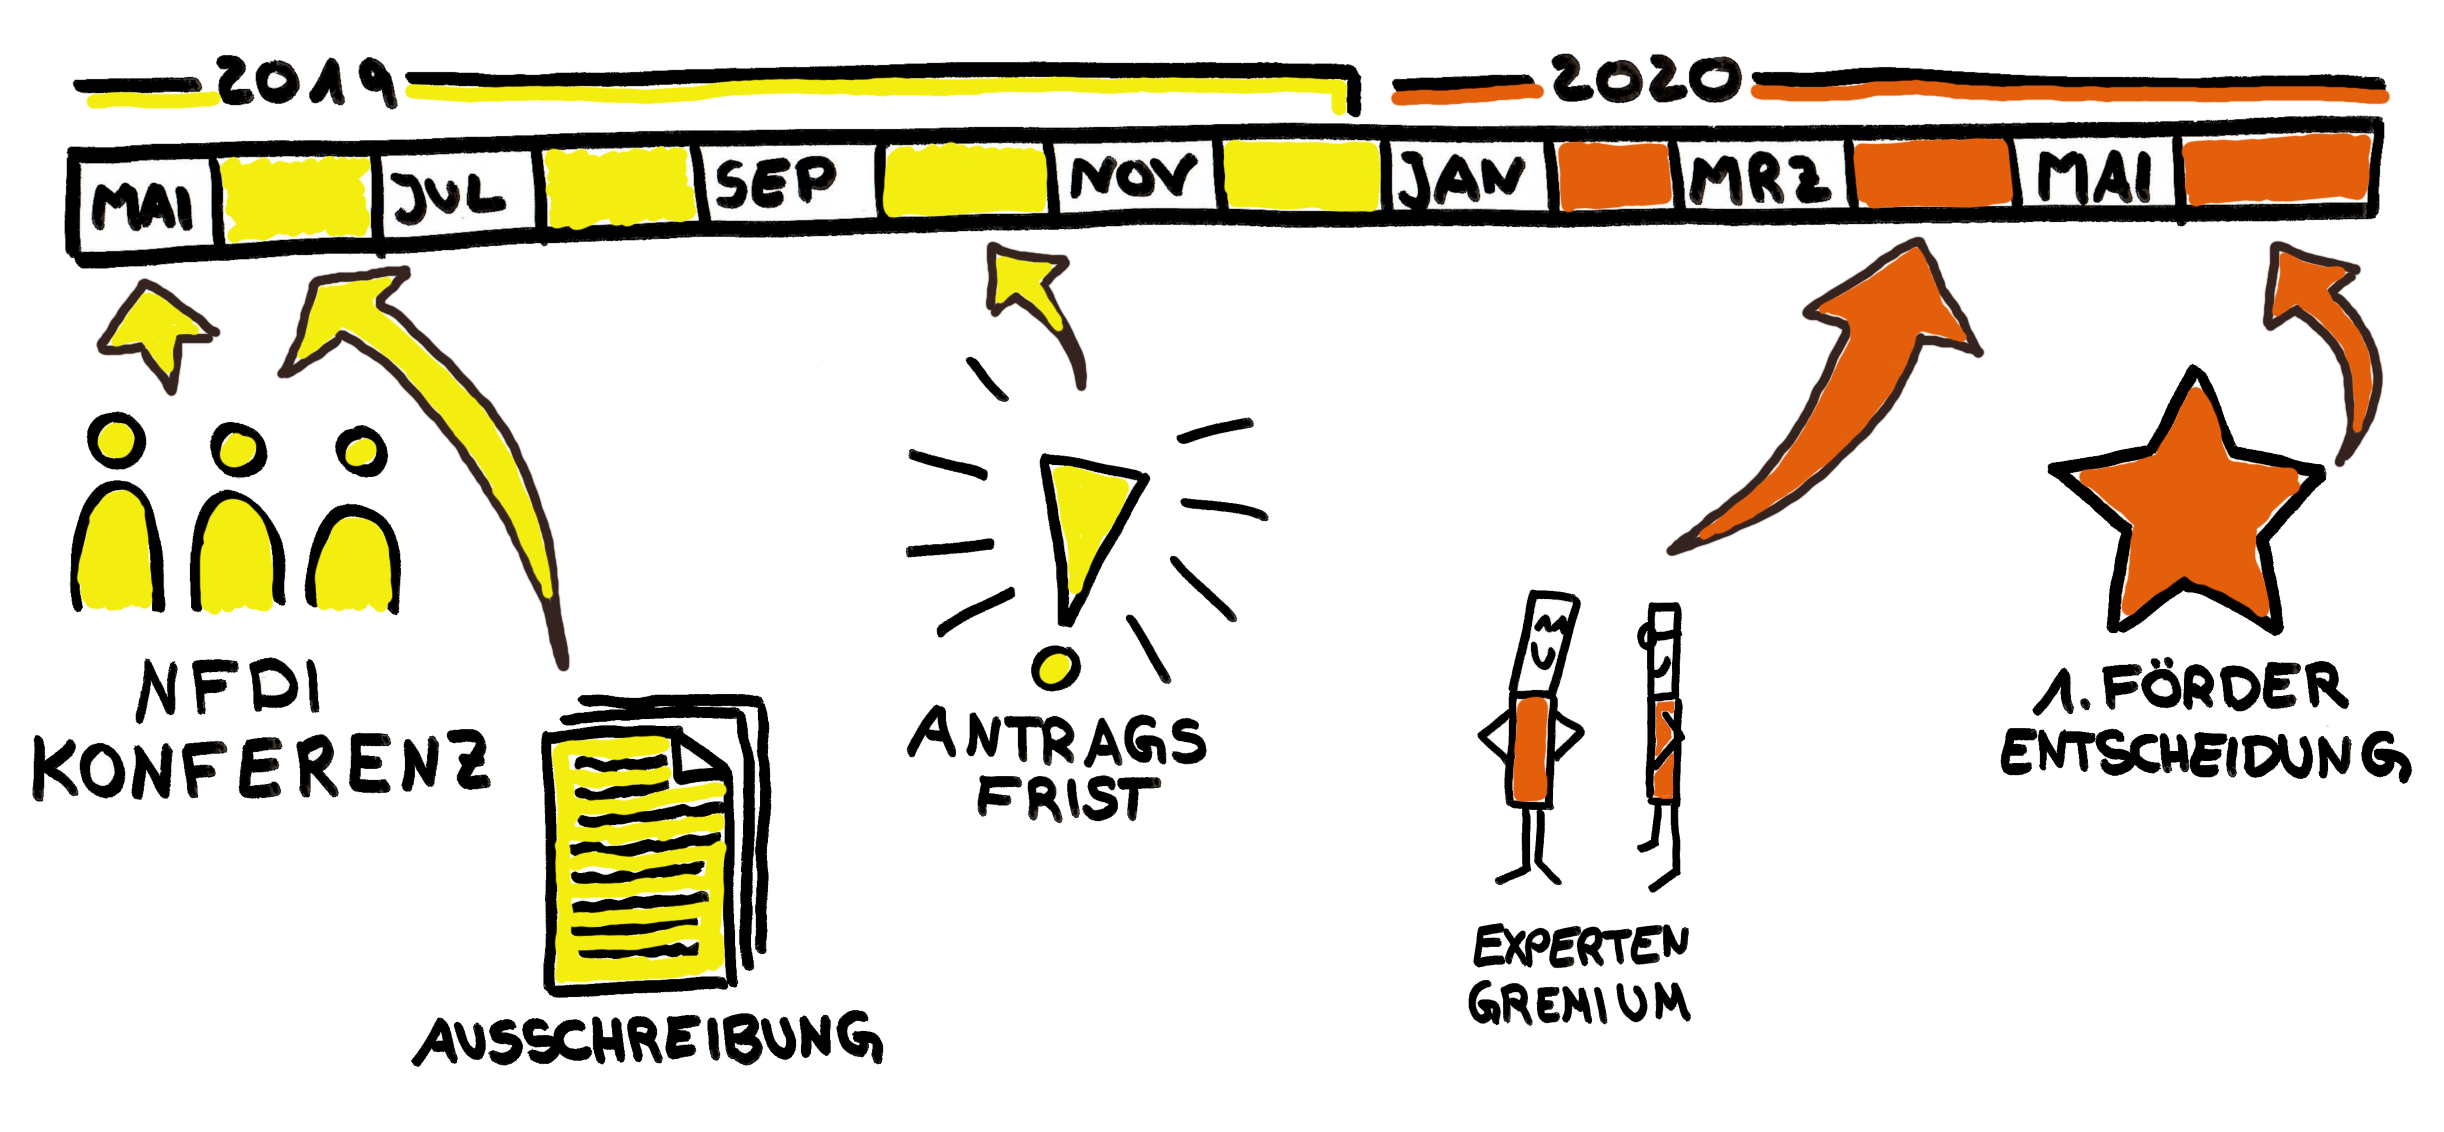 2019
2020
MAI
JUL
SEP
NOV
JAN
MRZ
MAI
NFDI
KONFERENZ
AUSSCHREIBUNG
ANTRAGS
FRIST
EXPERTEN
GREMIUM
1. FÖRDER
ENTSCHEIDUNG